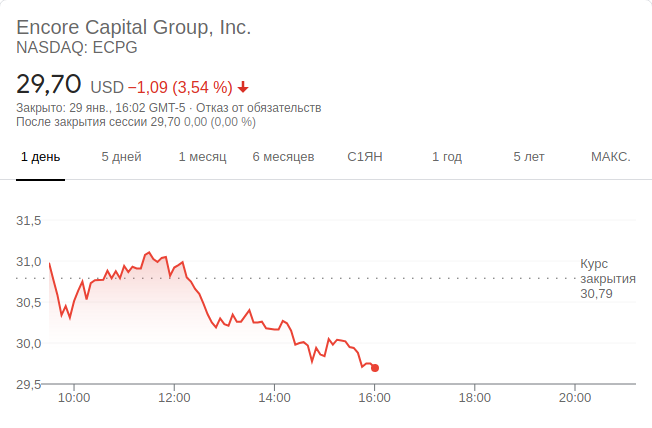 Encore Capital Group, Inc.
NASDAQ: ECPG
29,70 USD −1,09 (3,54 %)
Закрыто: 29 янв., 16:02 GMT-5 · Отказ от обязательств
После закрытия сессии 29,70 0,00 (0,00 %)
1 день 5 дней 1 месяц 6 месяцев С1ЯН 1 год 5 лет МАКС.
31,5
31,0
Курс
закрытия
30,79
30,5
30,0
29,5
10:00 12:00 14:00 16:00 18:00 20:00